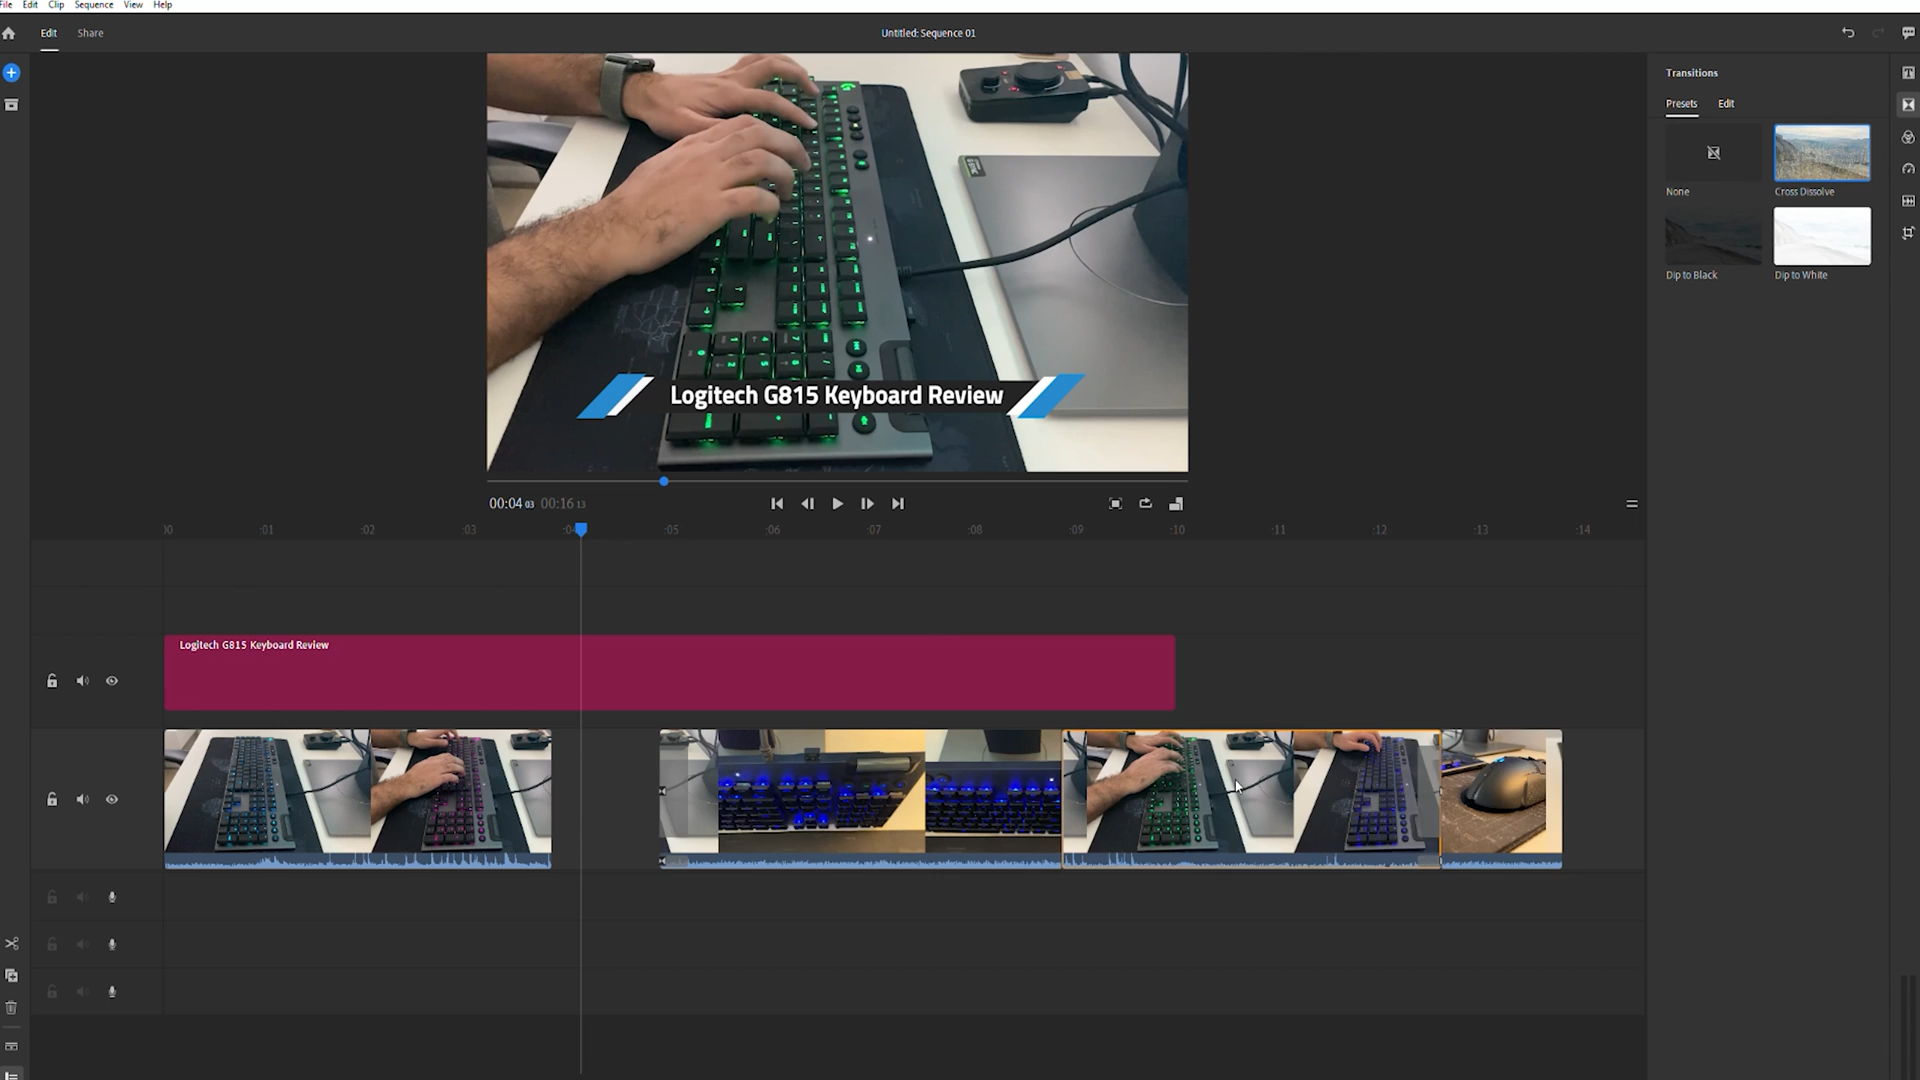 File Edit Clip Sequence View Help
Edit Share
Untitled: Sequence 01
Transitions
Presets Edit
None
Cross Dissolve
Dip to Black
Dip to White
Logitech G815 Keyboard Review
00:04 03 00:16 13
:00 :01 :02 :03 :04 :05 :06 :07 :08 :09 :10 :11 :12 :13 :14
Logitech G815 Keyboard Review